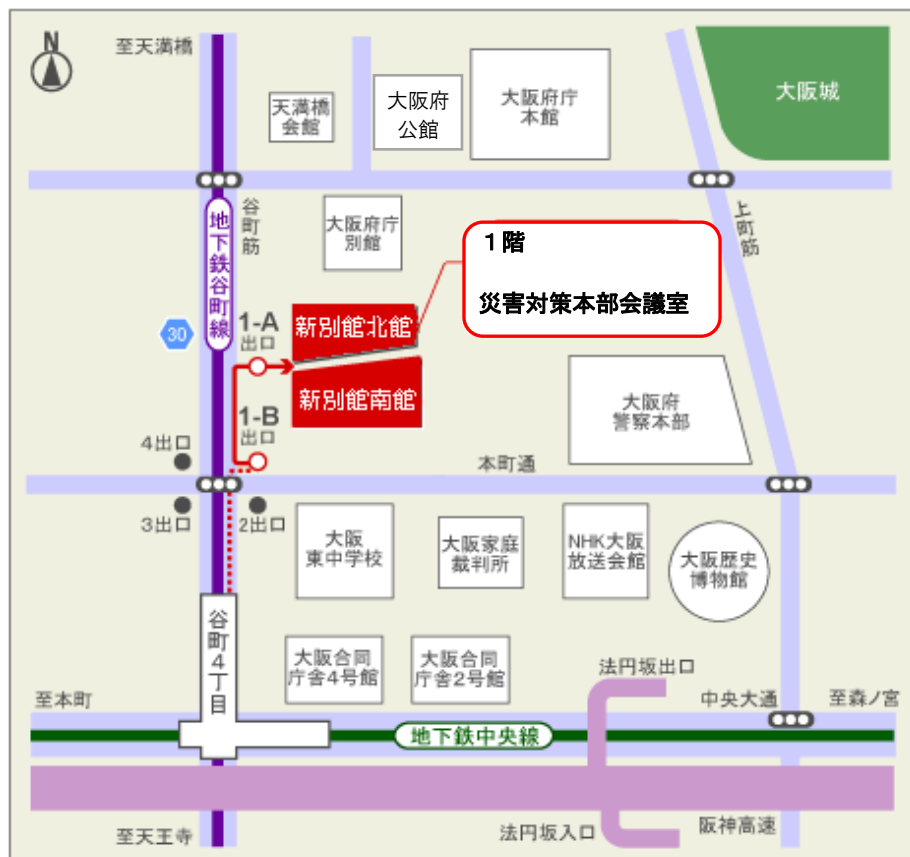 N
至天満橋
天満橋
会館
大阪府
公館
大阪府庁
本館
大阪城
谷町筋
地下鉄谷町線
大阪府庁
別館
上町筋
1階
災害対策本部会議室
30
1-A
出口
新別館北館
新別館南館
1-B
出口
大阪府
警察本部
4出口
本町通
3出口
2出口
大阪
東中学校
大阪家庭
裁判所
NHK大阪
放送会館
大阪歴史
博物館
谷町4丁目
大阪合同
庁舎4号館
大阪合同
庁舎2号館
法円坂出口
至本町
中央大通
至森ノ宮
地下鉄中央線
至天王寺
法円坂入口
阪神高速